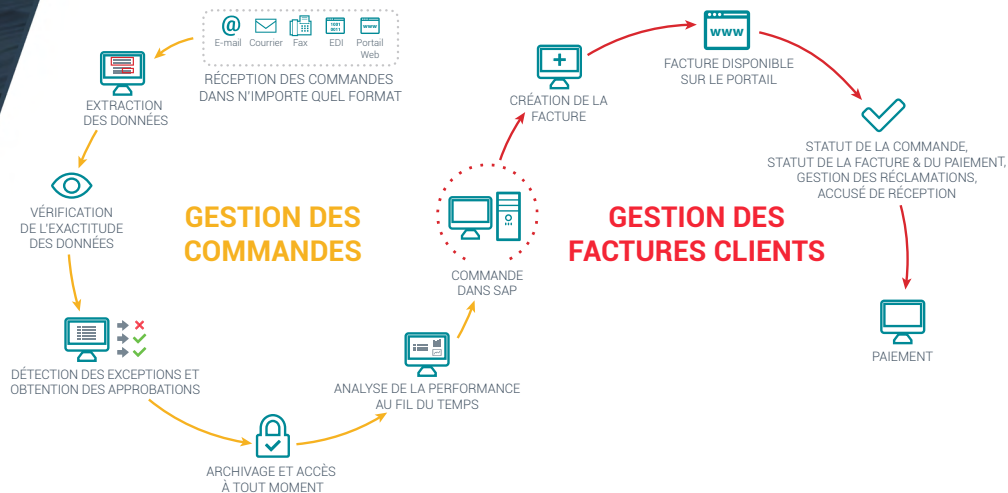 @
E-mail
Courrier
Fax
1001
0011
EDI
www
Portail
Web
RÉCEPTION DES COMMANDES
DANS N'IMPORTE QUEL FORMAT
EXTRACTION
DES DONNÉES
VÉRIFICATION
DE L'EXACTITUDE
DES DONNÉES
GESTION DES
COMMANDES
DÉTECTION DES EXCEPTIONS ET
OBTENTION DES APPROBATIONS
ARCHIVAGE ET ACCÈS
À TOUT MOMENT
ANALYSE DE LA PERFORMANCE
AU FIL DU TEMPS
COMMANDE
DANS SAP
CRÉATION DE LA
FACTURE
www
FACTURE DISPONIBLE
SUR LE PORTAIL
GESTION DES
FACTURES CLIENTS
STATUT DE LA COMMANDE,
STATUT DE LA FACTURE & DU PAIEMENT,
GESTION DES RÉCLAMATIONS,
ACCUSÉ DE RÉCEPTION
PAIEMENT